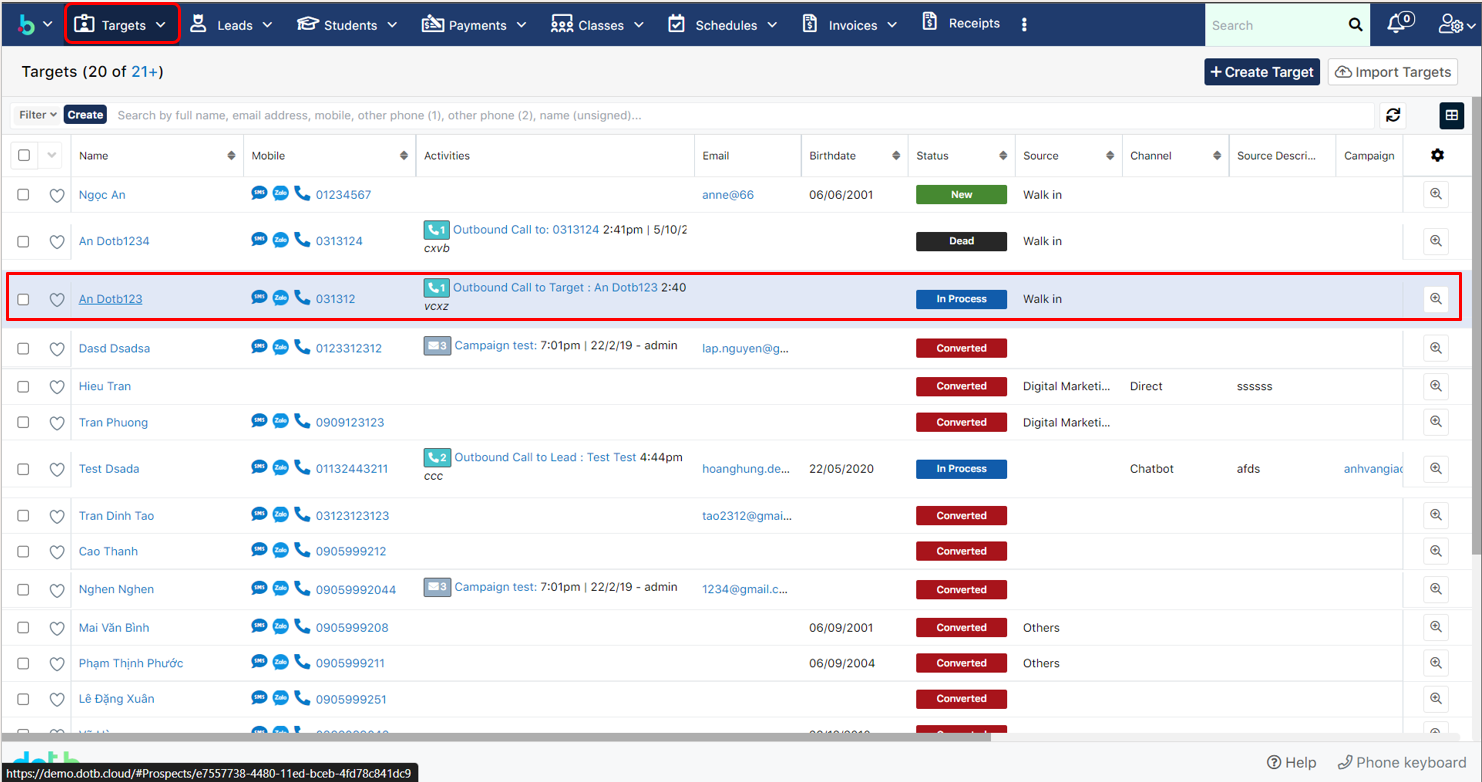 Targets Leads Students Payments Classes Schedules Invoices Receipts Search 0
Targets (20 of 21+) Create Target Import Targets
Filter Create Search by full name, email address, mobile, other phone (1), other phone (2), name (unsigned)...
Name Mobile Activities Email Birthdate Status Source Channel Source Descri... Campaign
Ngọc An SMS Zalo 01234567 anne@66 06/06/2001 New Walk in
An Dotb1234 SMS Zalo 0313124 1 Outbound Call to: 0313124 2:41pm | 5/10/2 Dead Walk in
cxvb
An Dotb123 SMS Zalo 031312 1 Outbound Call to Target : An Dotb123 2:40 In Process Walk in
vcxz
Dasd Dsadsa SMS Zalo 0123312312 3 Campaign test: 7:01pm | 22/2/19 - admin lap.nguyen@g... Converted
Hieu Tran Converted Digital Marketi... Direct ssssss
Tran Phuong SMS Zalo 0909123123 Converted Digital Marketi...
Test Dsada SMS Zalo 01132443211 2 Outbound Call to Lead : Test Test 4:44pm hoanghung.de... 22/05/2020 In Process Chatbot afds anhvangiao
ccc
Tran Dinh Tao SMS Zalo 03123123123 tao2312@gmai... Converted
Cao Thanh SMS Zalo 0905999212 Converted
Nghen Nghen SMS Zalo 09059992044 3 Campaign test: 7:01pm | 22/2/19 - admin 1234@gmail.c... Converted
Mai Văn Bình SMS Zalo 0905999208 06/09/2001 Converted Others
Phạm Thịnh Phước SMS Zalo 0905999211 06/09/2004 Converted Others
Lê Đặng Xuân SMS Zalo 0905999251 Converted
dotb Help Phone keyboard
https://demo.dotb.cloud/#Prospects/e7557738-4480-11ed-bceb-4fd78c841dc9